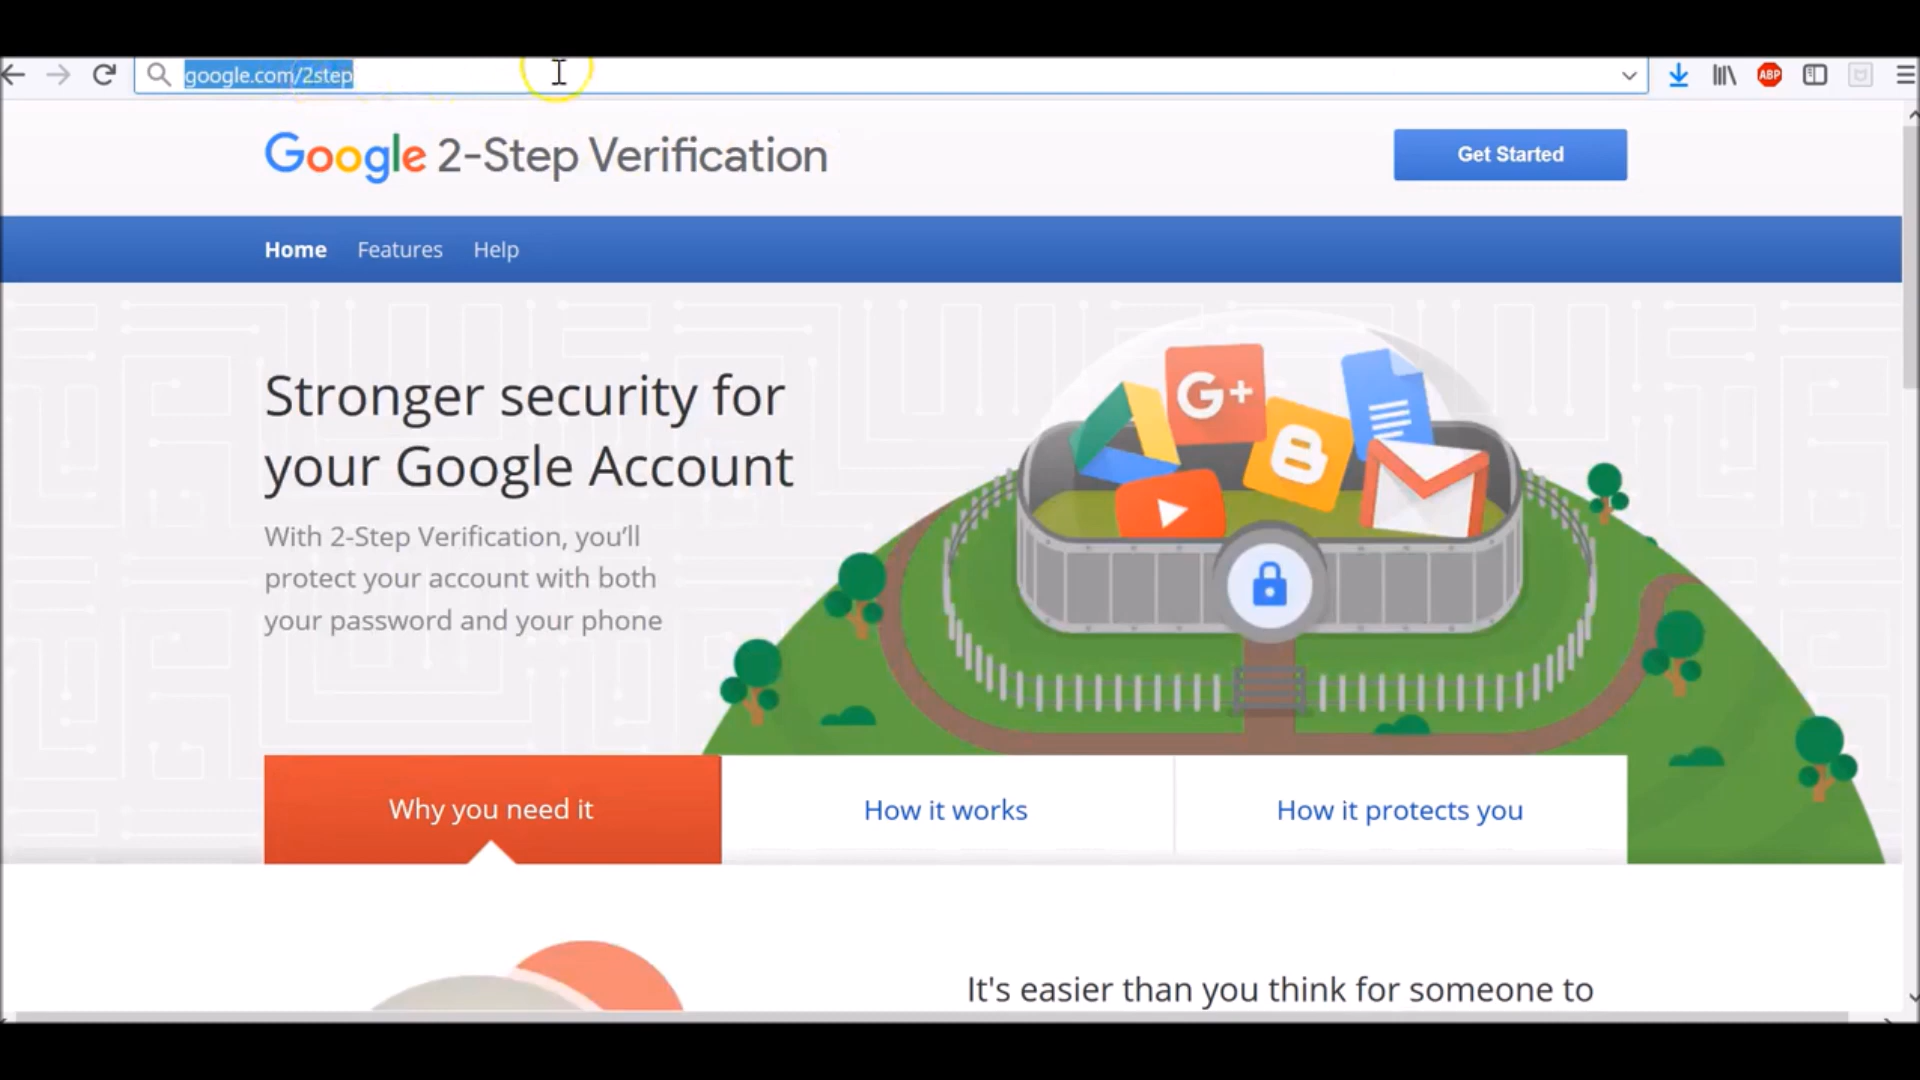 google.com/2step
ABP
Google 2-Step Verification
Get Started
Home Features Help
Stronger security for
your Google Account
With 2-Step Verification, you’ll
protect your account with both
your password and your phone
G+
Why you need it
How it works
How it protects you
It's easier than you think for someone to